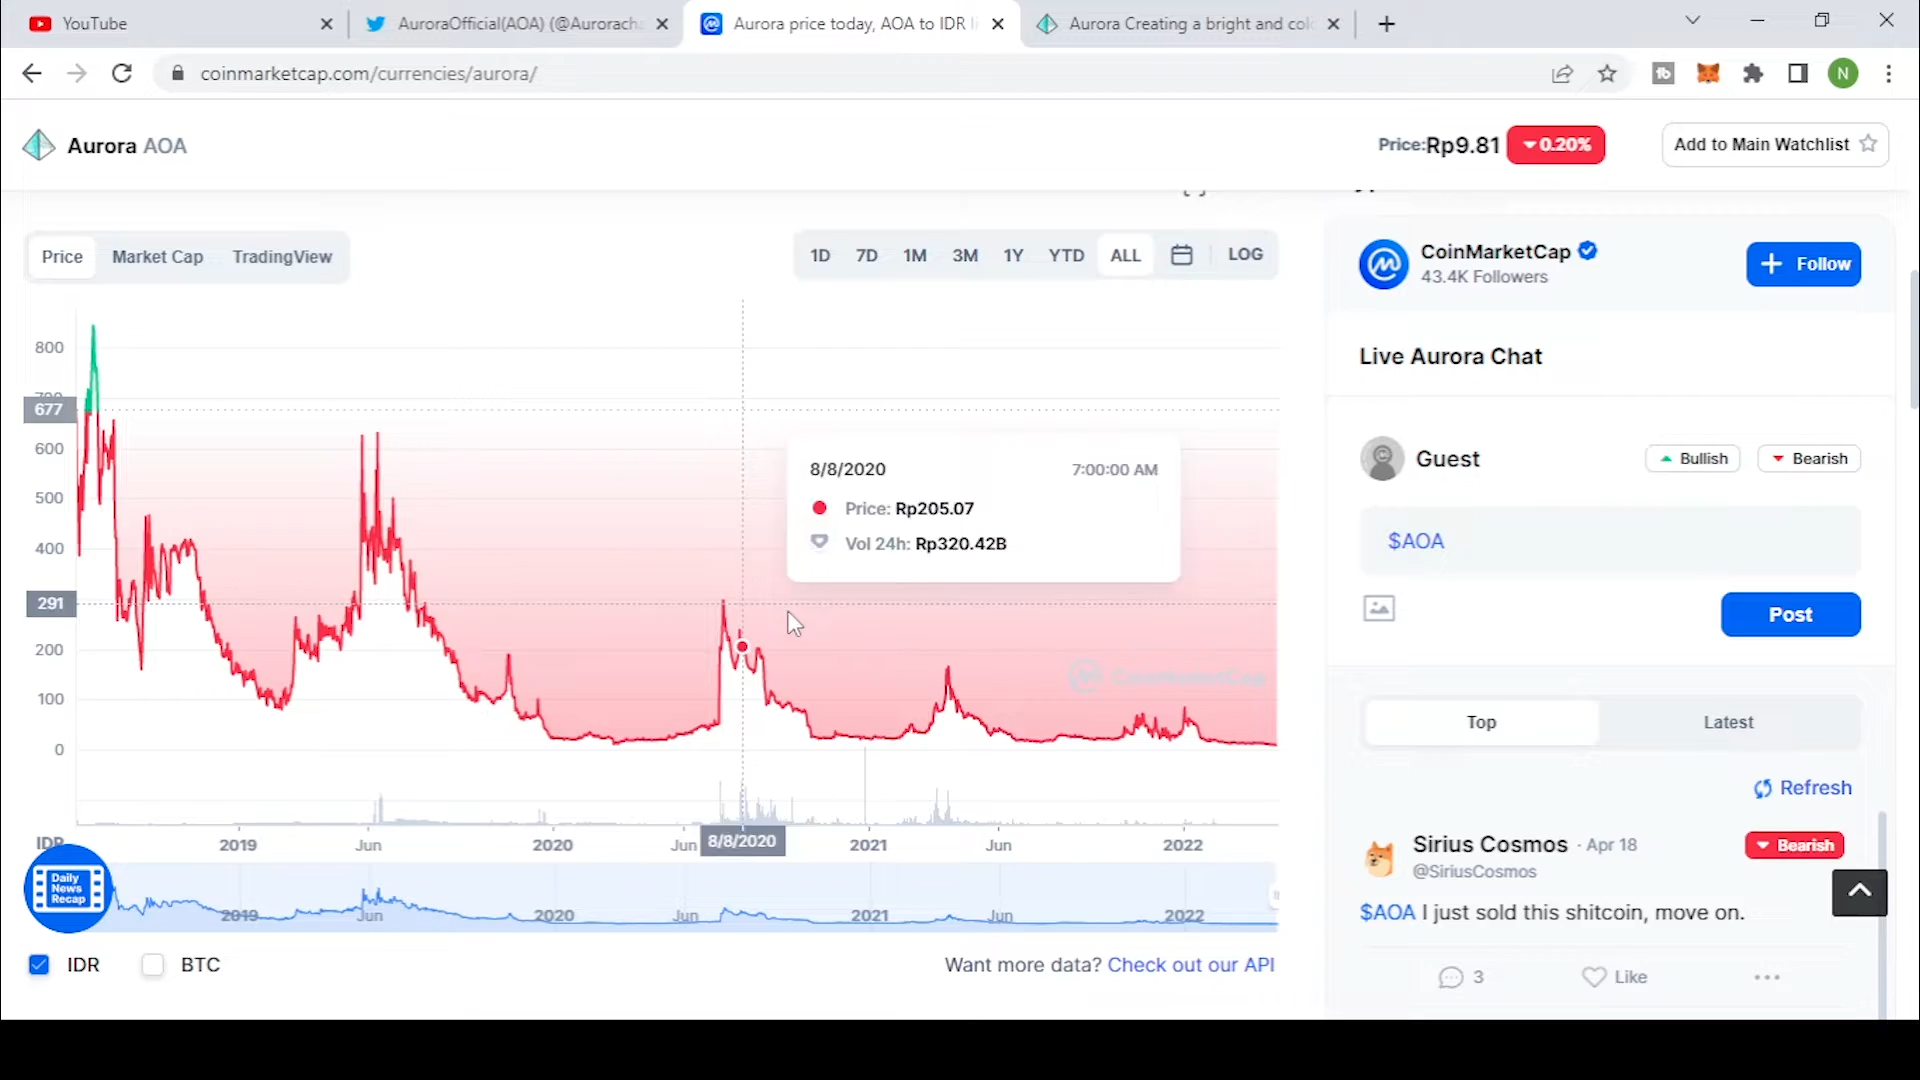 YouTube
AuroraOfficial(AOA) (@Aurorach
Aurora price today, AOA to IDR li
Aurora Creating a bright and colo
coinmarketcap.com/currencies/aurora/
N
Aurora AOA
Price:Rp9.81
0.20%
Add to Main Watchlist
Price
Market Cap
TradingView
1D
7D
1M
3M
1Y
YTD
ALL
LOG
800
677
600
500
400
291
200
100
0
8/8/2020
7:00:00 AM
Price: Rp205.07
Vol 24h: Rp320.42B
CoinMarketCap
IDR
2019
Jun
2020
Jun
8/8/2020
2021
Jun
2022
Daily
News
Recap
2019
Jun
2020
Jun
2021
Jun
2022
IDR
BTC
Want more data? Check out our API
CoinMarketCap
43.4K Followers
+ Follow
Live Aurora Chat
Guest
Bullish
Bearish
$AOA
Post
Top
Latest
Refresh
Sirius Cosmos · Apr 18
Bearish
@SiriusCosmos
$AOA I just sold this shitcoin, move on.
3
Like